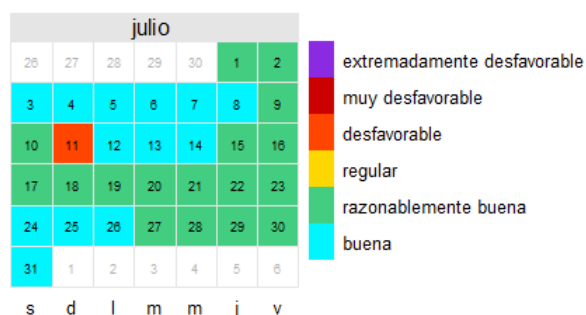 julio
26 27 28 29 30 1 2
3 4 5 6 7 8 9
10 11 12 13 14 15 16
17 18 19 20 21 22 23
24 25 26 27 28 29 30
31 1 2 3 4 5 6
s d l m m j v
extremadamente desfavorable
muy desfavorable
desfavorable
regular
razonablemente buena
buena